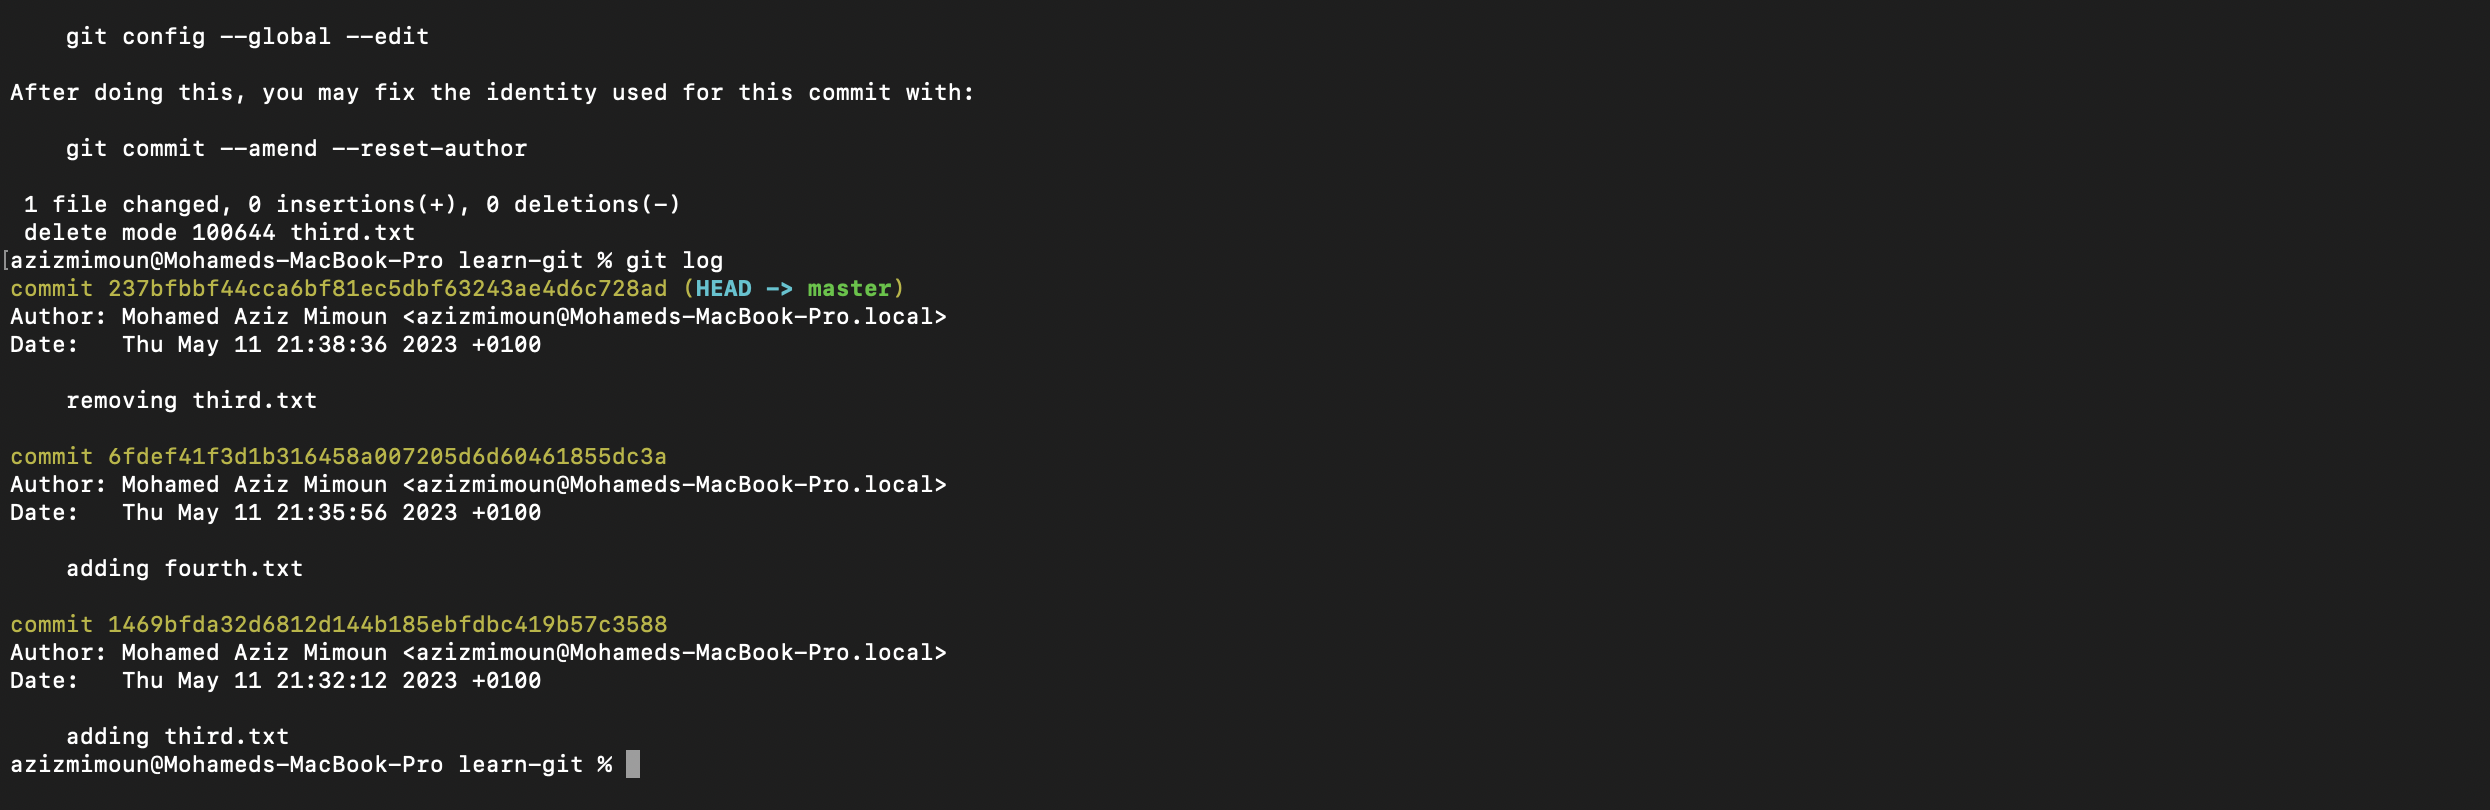 git config --global --edit
After doing this, you may fix the identity used for this commit with:
git commit --amend --reset-author
1 file changed, 0 insertions(+), 0 deletions(-)
delete mode 100644 third.txt
[azizmimoun@Mohameds-MacBook-Pro learn-git % git log
commit 237bfbbf44cca6bf81ec5dbf63243ae4d6c728ad (HEAD -> master)
Author: Mohamed Aziz Mimoun <azizmimoun@Mohameds-MacBook-Pro.local>
Date:   Thu May 11 21:38:36 2023 +0100
removing third.txt
commit 6fdef41f3d1b316458a007205d6d60461855dc3a
Author: Mohamed Aziz Mimoun <azizmimoun@Mohameds-MacBook-Pro.local>
Date:   Thu May 11 21:35:56 2023 +0100
adding fourth.txt
commit 1469bfda32d6812d144b185ebfdbc419b57c3588
Author: Mohamed Aziz Mimoun <azizmimoun@Mohameds-MacBook-Pro.local>
Date:   Thu May 11 21:32:12 2023 +0100
adding third.txt
azizmimoun@Mohameds-MacBook-Pro learn-git %